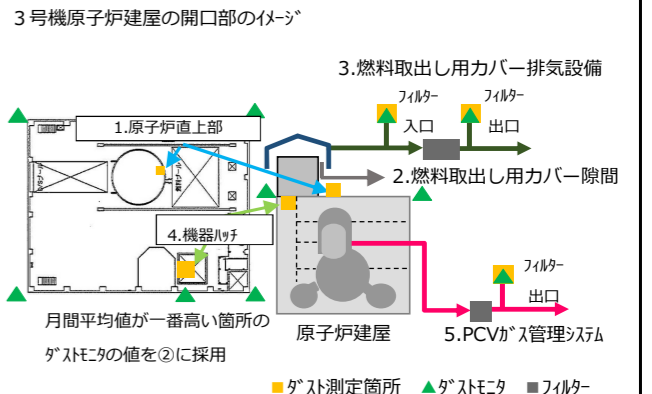 3号機原子炉建屋の開口部のｲﾒｰｼﾞ
3.燃料取出し用カバー排気設備
ﾌｨﾙﾀｰ
ﾌｨﾙﾀｰ
入口
出口
1.原子炉直上部
2.燃料取出し用カバー隙間
4.機器ﾊｯﾁ
ﾌｨﾙﾀｰ
出口
原子炉建屋
5.PCVｶﾞｽ管理ｼｽﾃﾑ
月間平均値が一番高い箇所の
ﾀﾞｽﾄﾓﾆﾀの値を②に採用
ﾀﾞｽﾄ測定箇所
ﾀﾞｽﾄﾓﾆﾀ
ﾌｨﾙﾀｰ